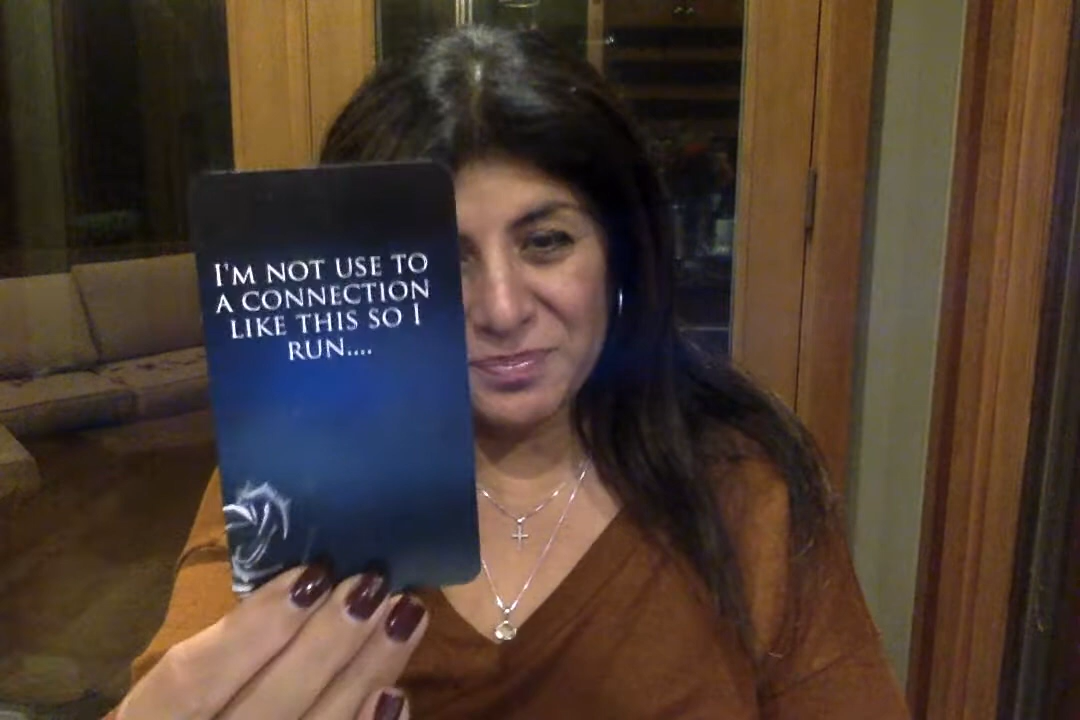 I'M NOT USE TO
A CONNECTION
LIKE THIS SO I
RUN....